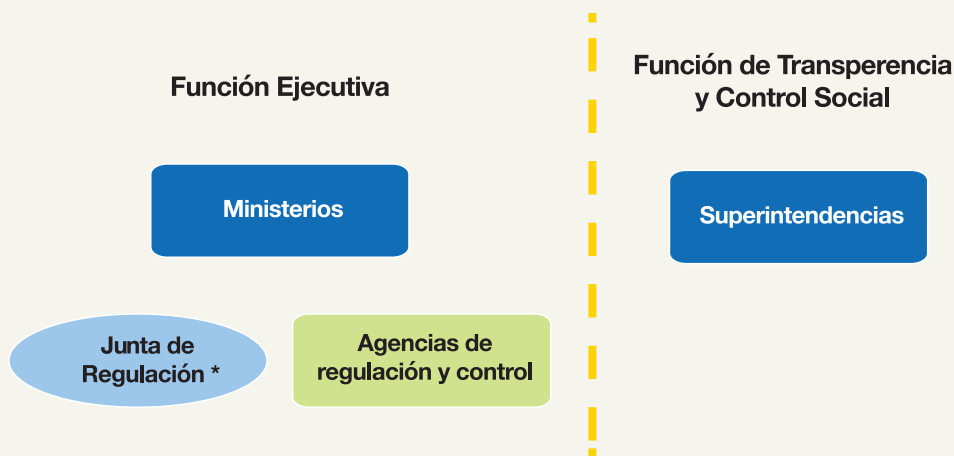 Función Ejecutiva
Función de Transperencia
y Control Social
Ministerios
Superintendencias
Junta de
Regulación *
Agencias de
regulación y control